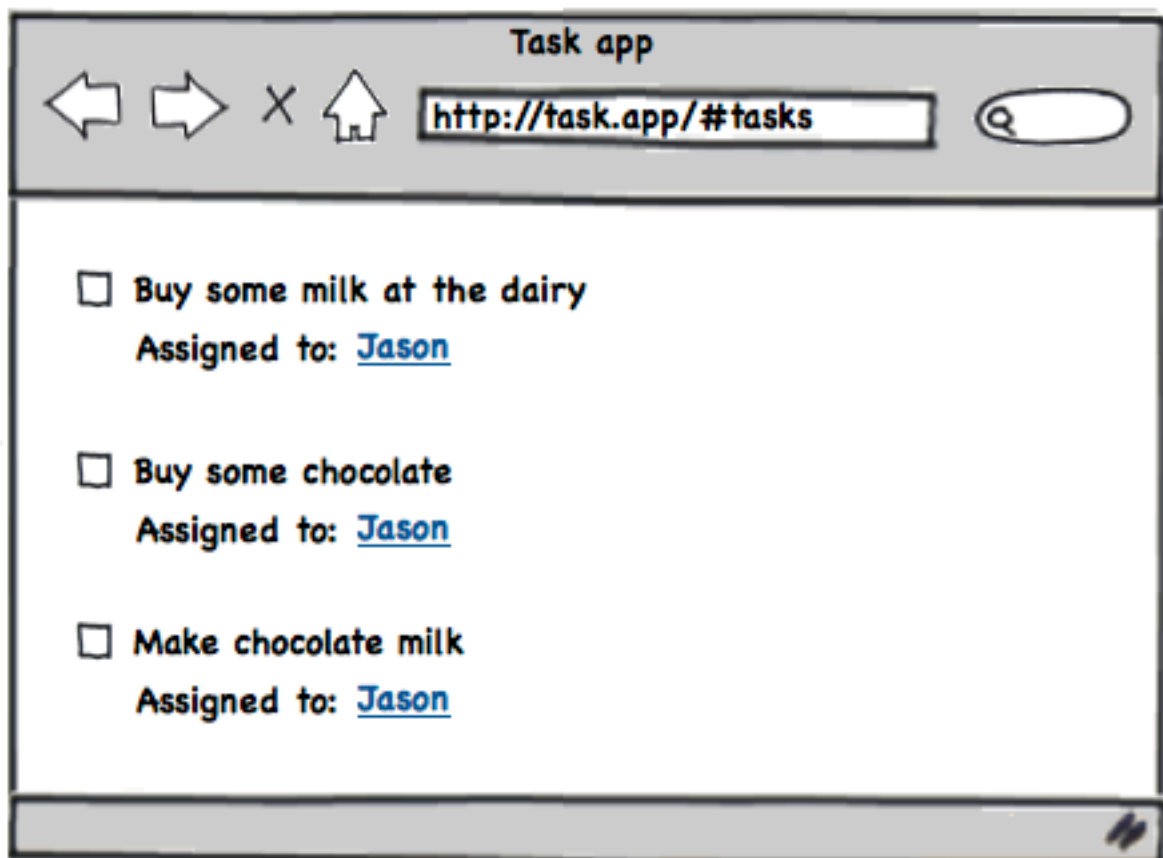 Task app
http://task.app/#tasks
Buy some milk at the dairy
Assigned to: Jason
Buy some chocolate
Assigned to: Jason
Make chocolate milk
Assigned to: Jason